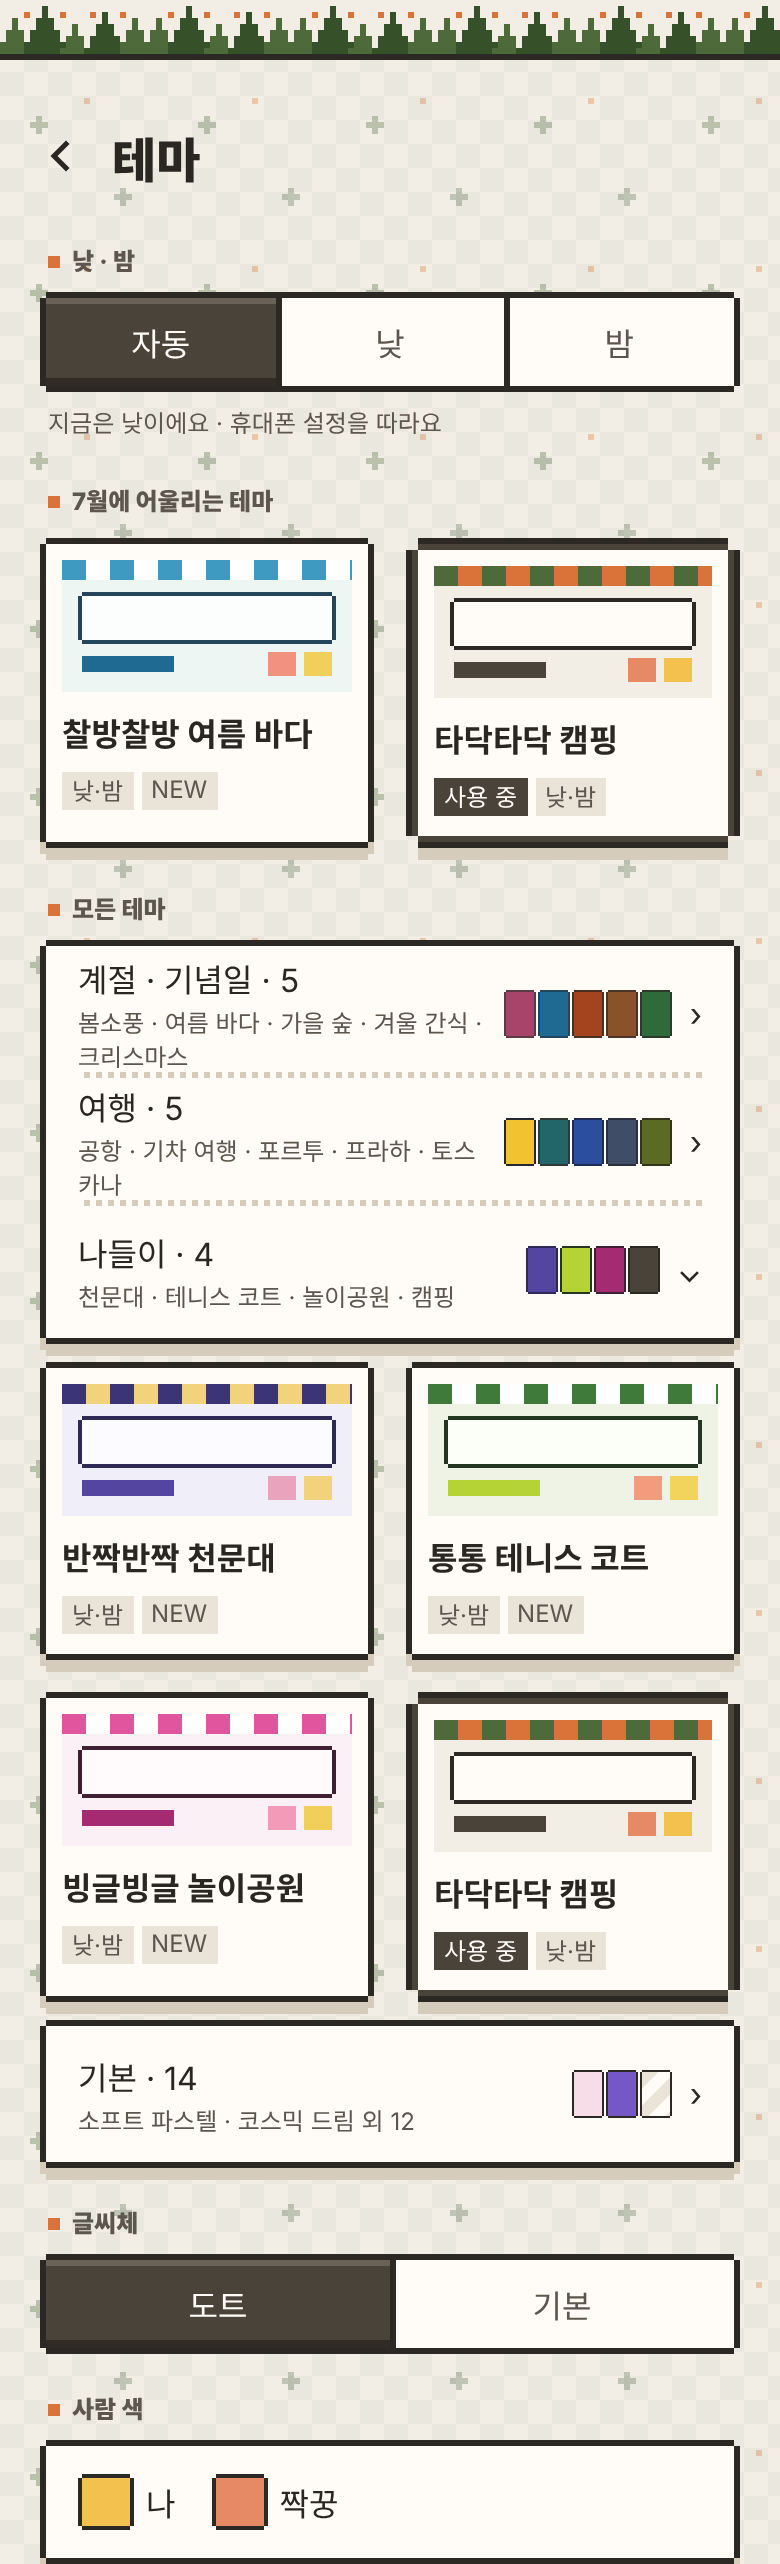 테마
낮 · 밤
자동
낮
밤
지금은 낮이에요 · 휴대폰 설정을 따라요
7월에 어울리는 테마
찰방찰방 여름 바다
낮·밤
NEW
타닥타닥 캠핑
사용 중
낮·밤
모든 테마
계절 · 기념일 · 5
봄소풍 · 여름 바다 · 가을 숲 · 겨울 간식 ·
크리스마스
여행 · 5
공항 · 기차 여행 · 포르투 · 프라하 · 토스
카나
나들이 · 4
천문대 · 테니스 코트 · 놀이공원 · 캠핑
반짝반짝 천문대
낮·밤
NEW
통통 테니스 코트
낮·밤
NEW
빙글빙글 놀이공원
낮·밤
NEW
타닥타닥 캠핑
사용 중
낮·밤
기본 · 14
소프트 파스텔 · 코스믹 드림 외 12
글씨체
도트
기본
사람 색
나
짝꿍